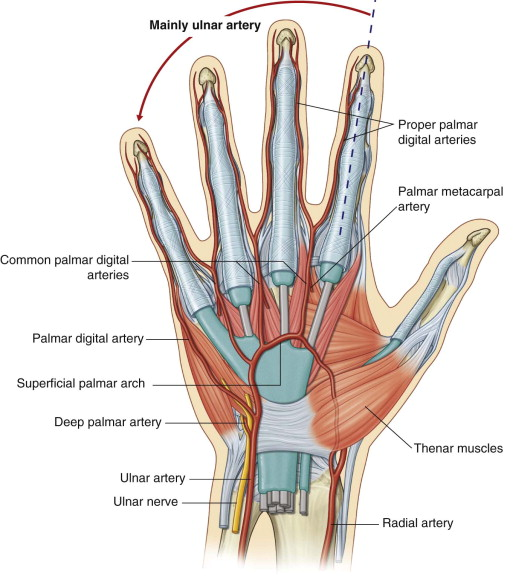 Mainly ulnar artery
Proper palmar
digital arteries
Palmar metacarpal
artery
Common palmar digital
arteries
Palmar digital artery
Superficial palmar arch
Deep palmar artery
Thenar muscles
Ulnar artery
Ulnar nerve
Radial artery